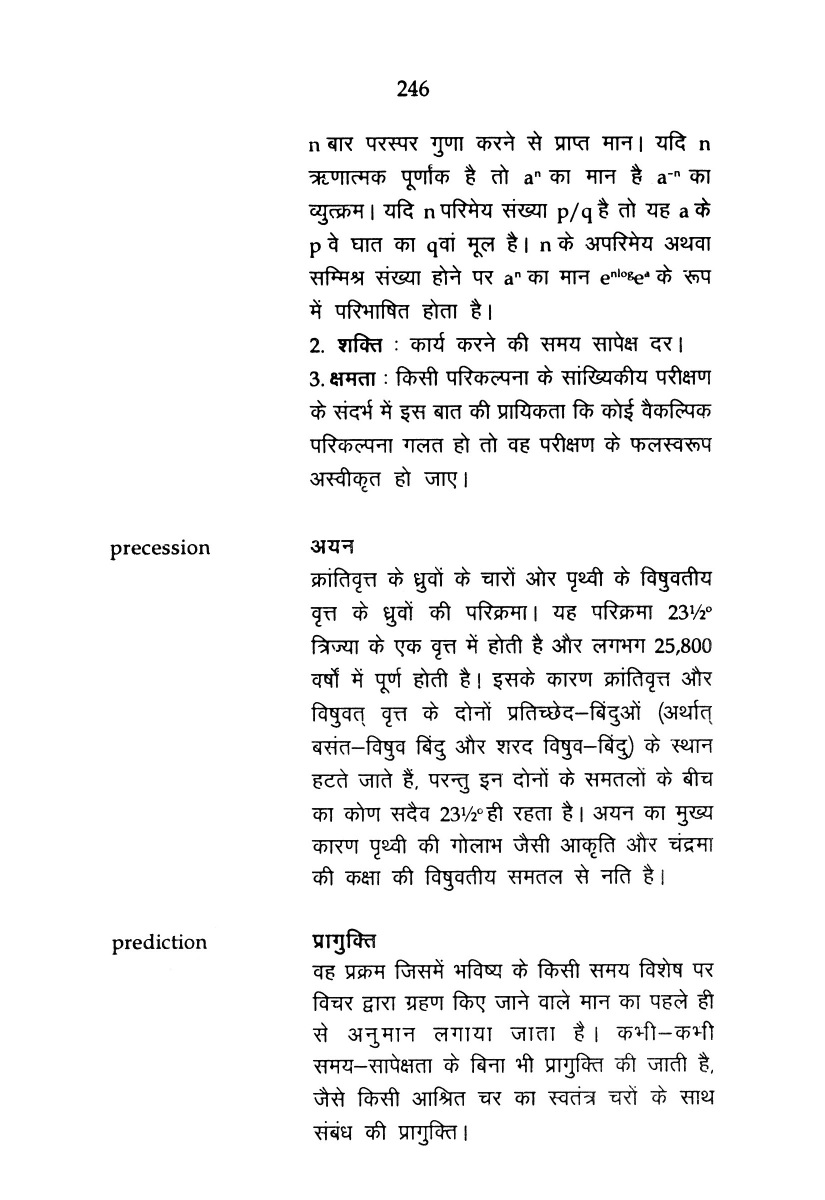 246
n बार परस्पर गुणा करने से प्राप्त मान। यदि n
ऋणात्मक पूर्णांक है तो aⁿ का मान है a⁻ⁿ का
व्युत्क्रम। यदि n परिमेय संख्या p/q है तो यह a के
p वे घात का qवां मूल है। n के अपरिमेय अथवा
सम्मिश्र संख्या होने पर aⁿ का मान eⁿˡᵒᵍeᵃ के रूप
में परिभाषित होता है।
2. शक्ति : कार्य करने की समय सापेक्ष दर।
3. क्षमता : किसी परिकल्पना के सांख्यिकीय परीक्षण
के संदर्भ में इस बात की प्रायिकता कि कोई वैकल्पिक
परिकल्पना गलत हो तो वह परीक्षण के फलस्वरूप
अस्वीकृत हो जाए।
precession अयन
क्रांतिवृत्त के ध्रुवों के चारों ओर पृथ्वी के विषुवतीय
वृत्त के ध्रुवों की परिक्रमा। यह परिक्रमा 23½°
त्रिज्या के एक वृत्त में होती है और लगभग 25,800
वर्षों में पूर्ण होती है। इसके कारण क्रांतिवृत्त और
विषुवत् वृत्त के दोनों प्रतिच्छेद–बिंदुओं (अर्थात्
बसंत–विषुव बिंदु और शरद विषुव–बिंदु) के स्थान
हटते जाते हैं, परन्तु इन दोनों के समतलों के बीच
का कोण सदैव 23½° ही रहता है। अयन का मुख्य
कारण पृथ्वी की गोलाभ जैसी आकृति और चंद्रमा
की कक्षा की विषुवतीय समतल से नति है।
prediction प्रागुक्ति
वह प्रक्रम जिसमें भविष्य के किसी समय विशेष पर
विचर द्वारा ग्रहण किए जाने वाले मान का पहले ही
से अनुमान लगाया जाता है। कभी–कभी
समय–सापेक्षता के बिना भी प्रागुक्ति की जाती है,
जैसे किसी आश्रित चर का स्वतंत्र चरों के साथ
संबंध की प्रागुक्ति।